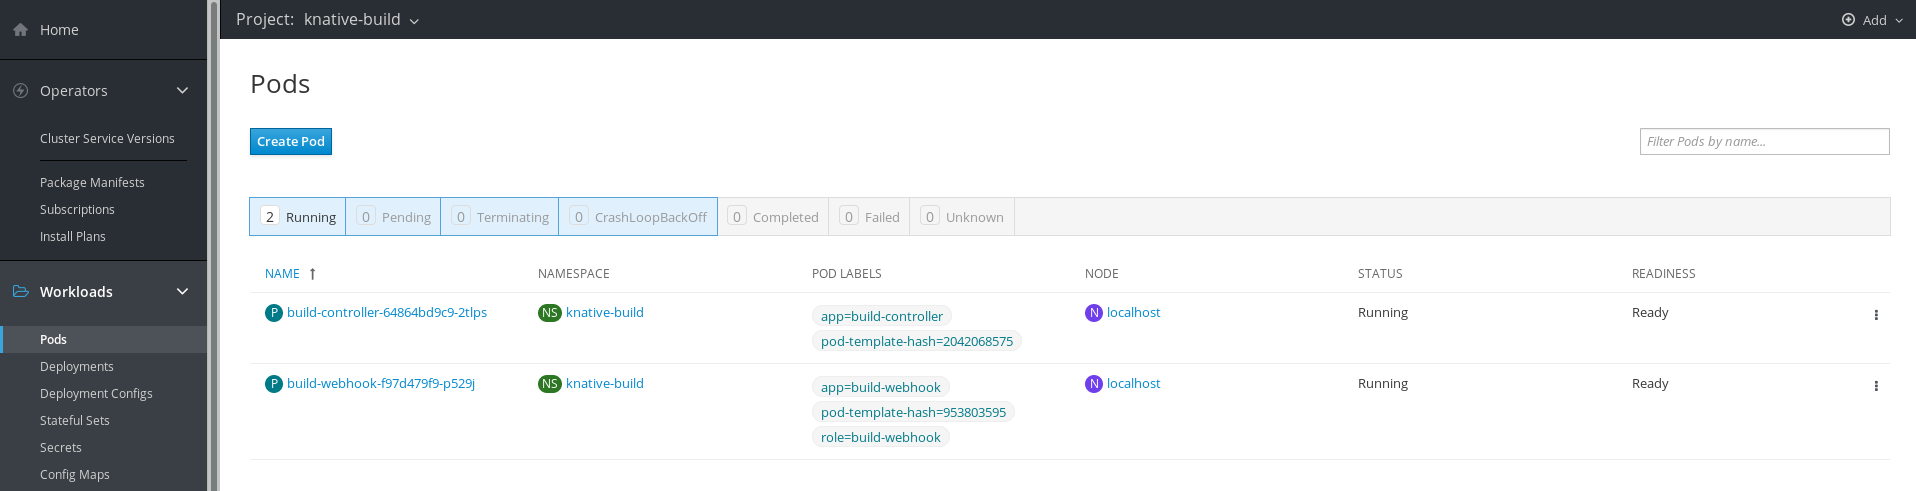 Home
Project: knative-build
Add
Operators
Cluster Service Versions
Package Manifests
Subscriptions
Install Plans
Workloads
Pods
Deployments
Deployment Configs
Stateful Sets
Secrets
Config Maps
Pods
Create Pod
Filter Pods by name...
2 Running 0 Pending 0 Terminating 0 CrashLoopBackOff 0 Completed 0 Failed 0 Unknown
NAME NAMESPACE POD LABELS NODE STATUS READINESS
P build-controller-64864bd9c9-2tlps NS knative-build app=build-controller N localhost Running Ready
pod-template-hash=2042068575
P build-webhook-f97d479f9-p529j NS knative-build app=build-webhook N localhost Running Ready
pod-template-hash=953803595
role=build-webhook